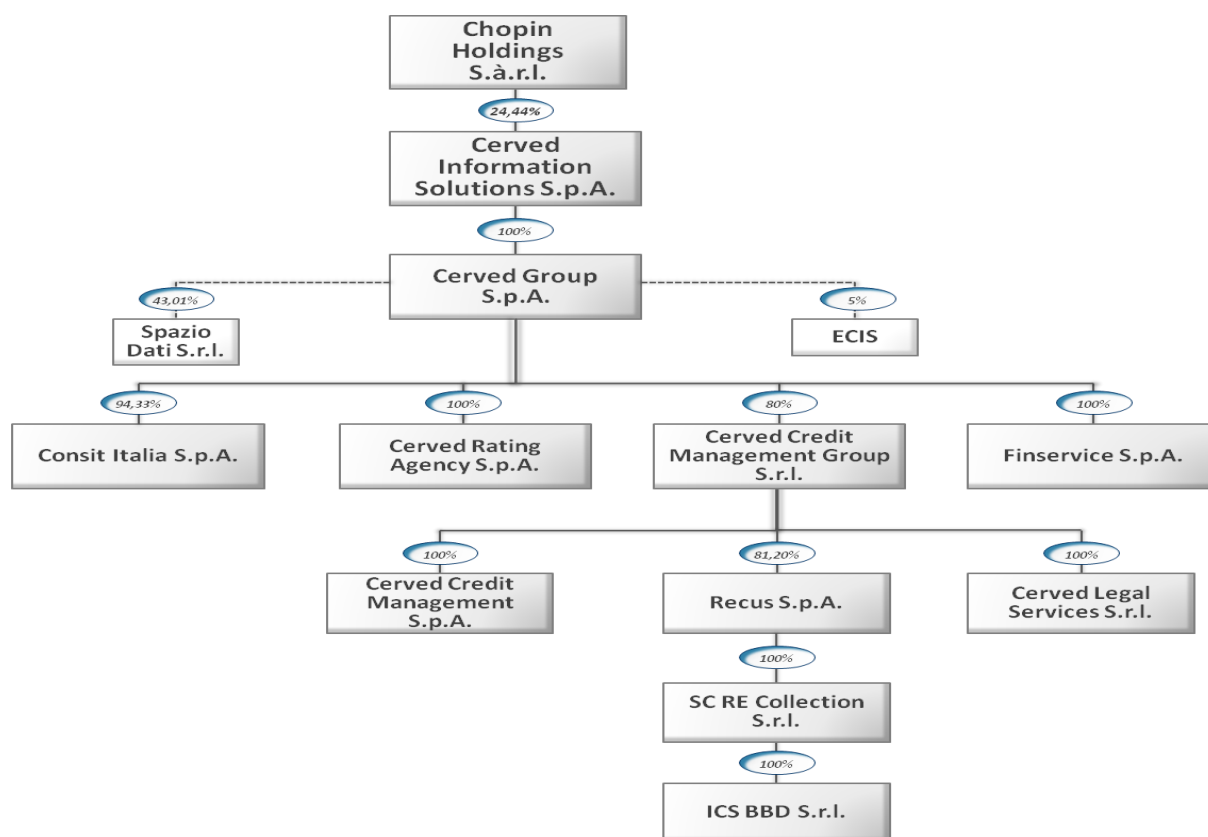 Chopin
Holdings
S.à.r.l.
24,44%
Cerved
Information
Solutions S.p.A.
100%
Cerved Group
S.p.A.
43,01%
5%
Spazio
Dati S.r.l.
ECIS
94,33%
100%
80%
100%
Consit Italia S.p.A.
Cerved Rating
Agency S.p.A.
Cerved Credit
Management Group
S.r.l.
Finservice S.p.A.
100%
81,20%
100%
Cerved Credit
Management
S.p.A.
Recus S.p.A.
Cerved Legal
Services S.r.l.
100%
SC RE Collection
S.r.l.
100%
ICS BBD S.r.l.